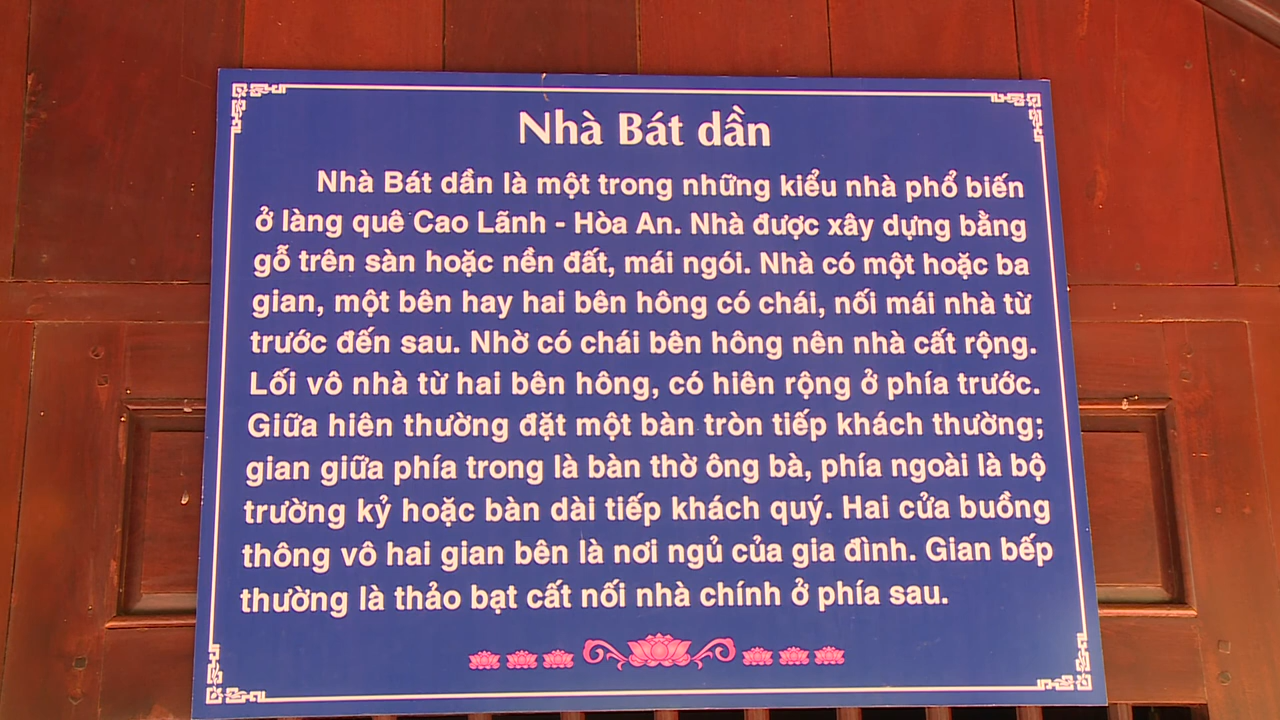 Nhà Bát dần
Nhà Bát dần là một trong những kiểu nhà phổ biến
ở làng quê Cao Lãnh - Hòa An. Nhà được xây dựng bằng
gỗ trên sàn hoặc nền đất, mái ngói. Nhà có một hoặc ba
gian, một bên hay hai bên hông có chái, nối mái nhà từ
trước đến sau. Nhờ có chái bên hông nên nhà cất rộng.
Lối vô nhà từ hai bên hông, có hiên rộng ở phía trước.
Giữa hiên thường đặt một bàn tròn tiếp khách thường;
gian giữa phía trong là bàn thờ ông bà, phía ngoài là bộ
trường kỷ hoặc bàn dài tiếp khách quý. Hai cửa buồng
thông vô hai gian bên là nơi ngủ của gia đình. Gian bếp
thường là thảo bạt cất nối nhà chính ở phía sau.